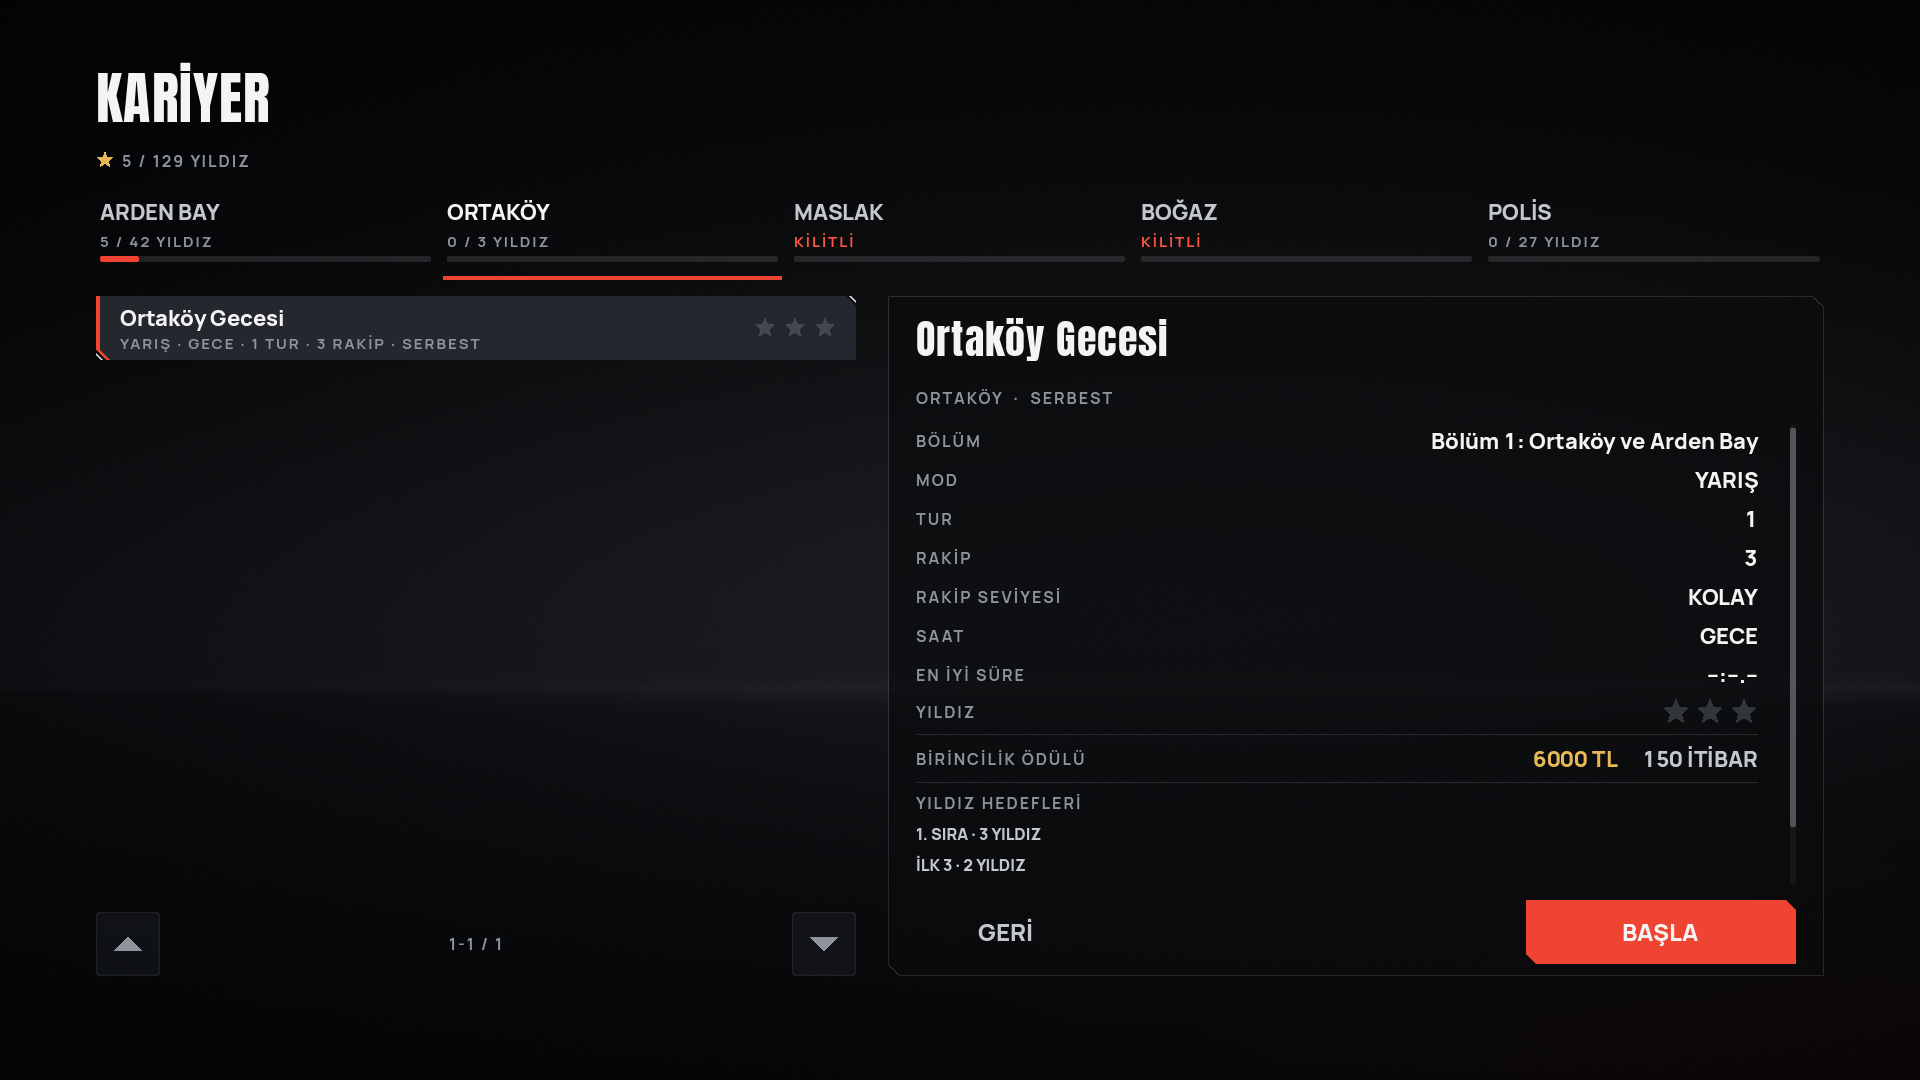 KARİYER
5 / 129 YILDIZ
ARDEN BAY
5 / 42 YILDIZ
ORTAKÖY
0 / 3 YILDIZ
MASLAK
KİLİTLİ
BOĞAZ
KİLİTLİ
POLİS
0 / 27 YILDIZ
Ortaköy Gecesi
YARIŞ · GECE · 1 TUR · 3 RAKİP · SERBEST
1-1 / 1
Ortaköy Gecesi
ORTAKÖY · SERBEST
BÖLÜM Bölüm 1: Ortaköy ve Arden Bay
MOD YARIŞ
TUR 1
RAKİP 3
RAKİP SEVİYESİ KOLAY
SAAT GECE
EN İYİ SÜRE -:-.-
YILDIZ
BİRİNCİLİK ÖDÜLÜ 6000 TL 150 İTİBAR
YILDIZ HEDEFLERİ
1. SIRA · 3 YILDIZ
İLK 3 · 2 YILDIZ
GERİ BAŞLA